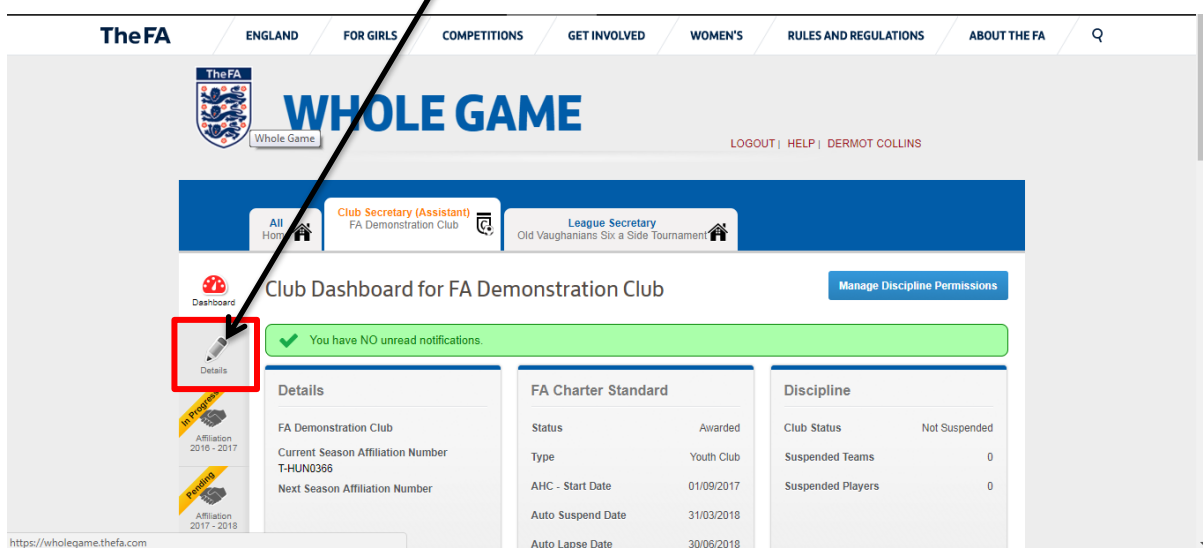 TheFA ENGLAND FOR GIRLS COMPETITIONS GET INVOLVED WOMEN'S RULES AND REGULATIONS ABOUT THE FA
TheFA
WHOLE GAME
Whole Game
LOGOUT | HELP | DERMOT COLLINS
All
Home
Club Secretary (Assistant)
FA Demonstration Club
League Secretary
Old Vaughanians Six a Side Tournament
Dashboard
Club Dashboard for FA Demonstration Club
Manage Discipline Permissions
You have NO unread notifications.
Details
In Progress
Affiliation
2016 - 2017
Pending
Affiliation
2017 - 2018
Details
FA Demonstration Club
Current Season Affiliation Number
T-HUN0366
Next Season Affiliation Number
FA Charter Standard
Status Awarded
Type Youth Club
AHC - Start Date 01/09/2017
Auto Suspend Date 31/03/2018
Auto Lapse Date 30/06/2018
Discipline
Club Status Not Suspended
Suspended Teams 0
Suspended Players 0
https://wholegame.thefa.com